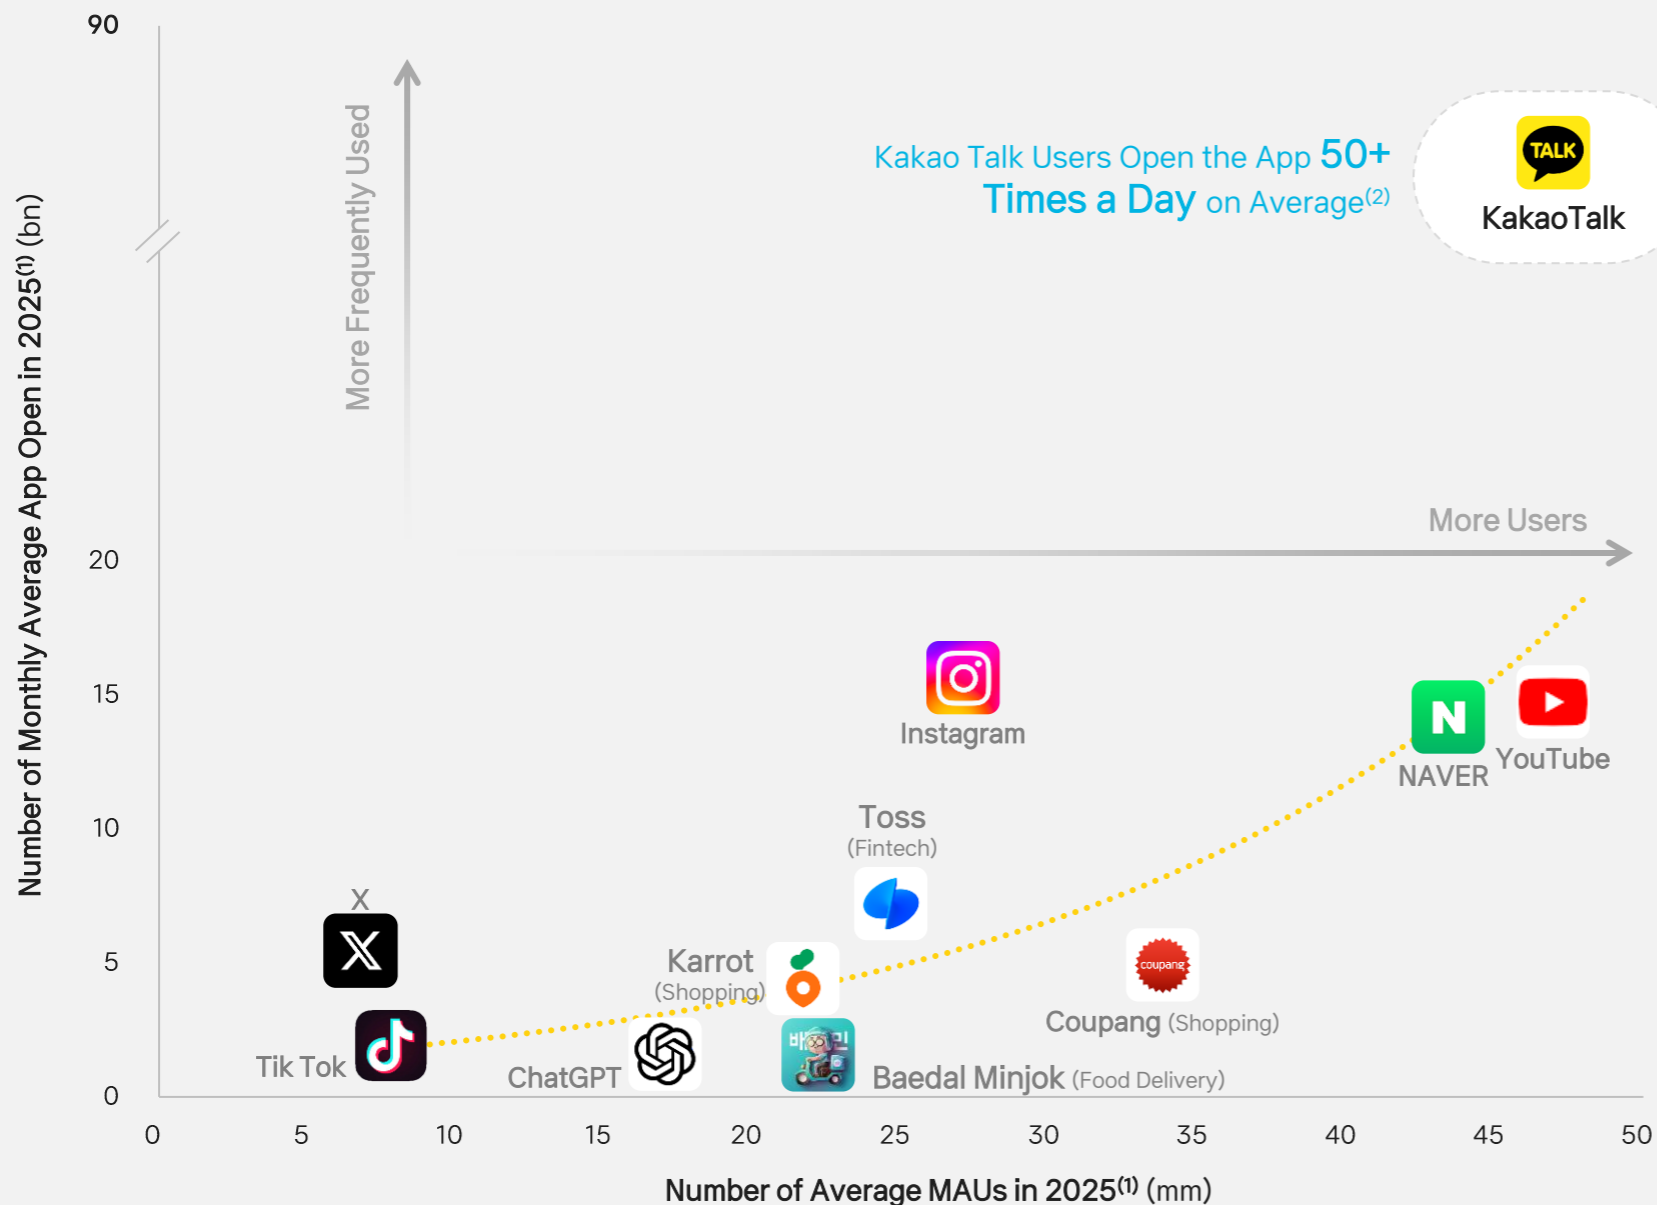 90
More Frequently Used
Kakao Talk Users Open the App 50+
Times a Day on Average(2)
TALK
KakaoTalk
Number of Monthly Average App Open in 2025(1) (bn)
More Users
20
15
Instagram
N
NAVER
YouTube
Toss
(Fintech)
10
X
Karrot
(Shopping)
5
coupang
Coupang (Shopping)
Tik Tok
ChatGPT
Baedal Minjok (Food Delivery)
0
0 5 10 15 20 25 30 35 40 45 50
Number of Average MAUs in 2025(1) (mm)